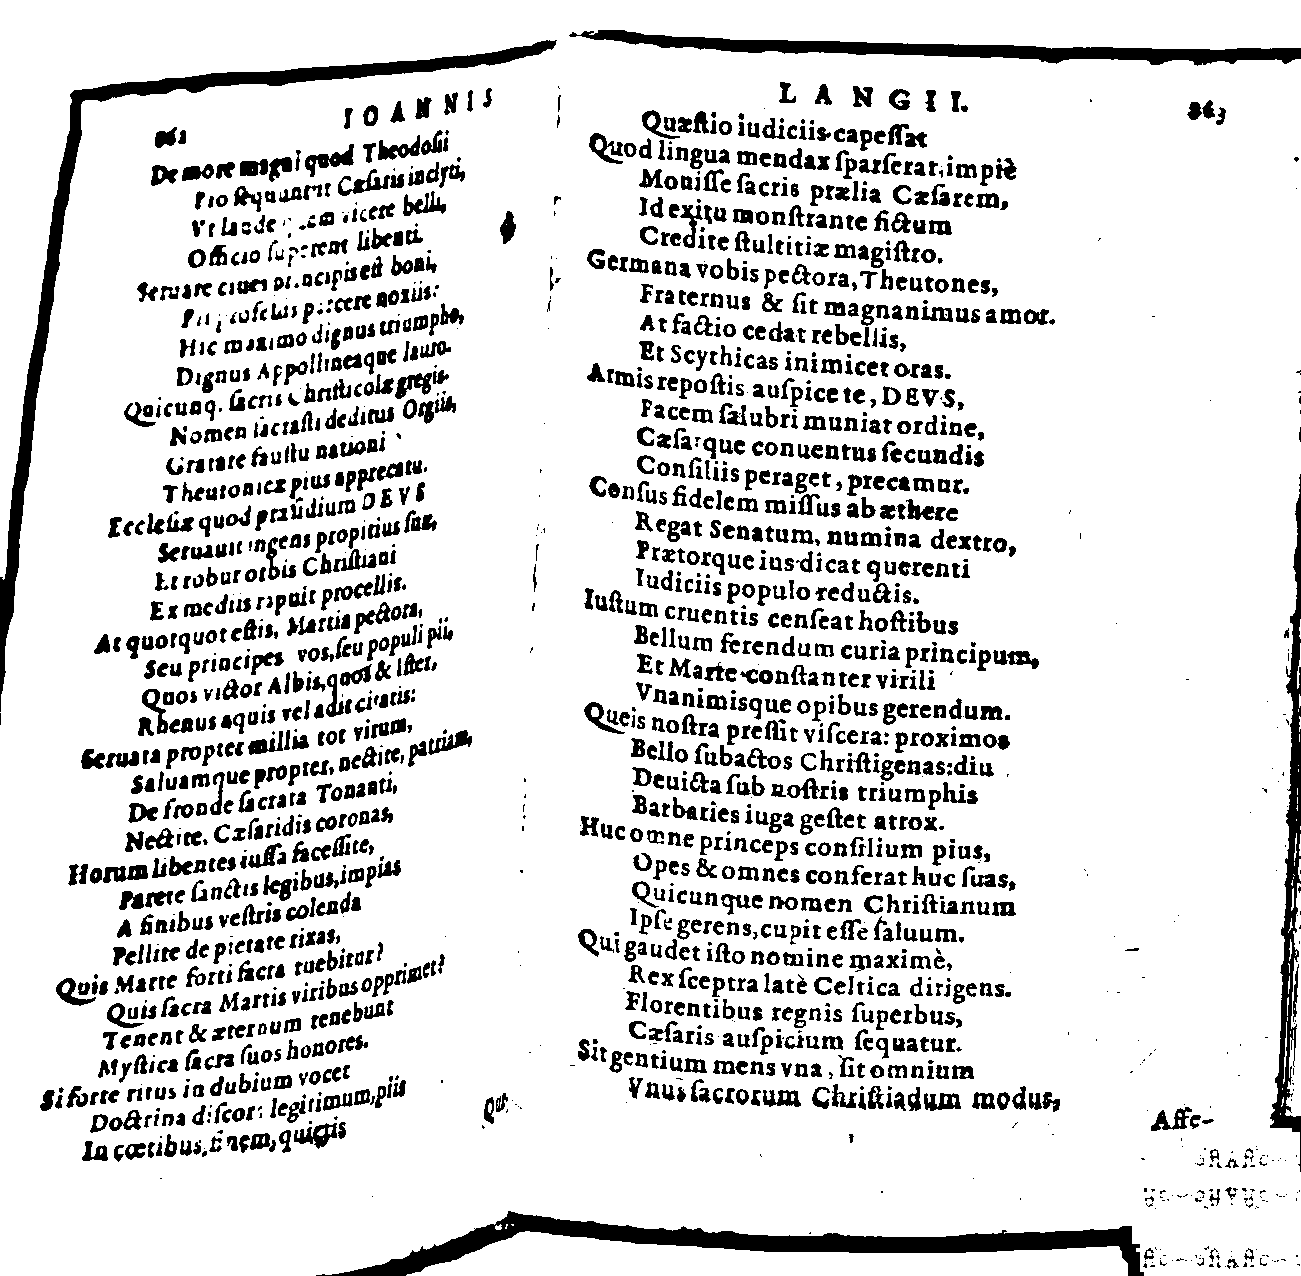 862 IOANNIS
De more magni quod Theodosii
Pro sequuntur Cæsaris inclyti,
Vt laude quem vicere belli,
Officio superent libenti.
Seruare ciues principis est boni,
parcere noxiis:
Hic maximo dignus triumpho,
Dignus Appollineaque lauro.
Quicunq. sacris Christicolæ gregis
Nomen sacrasti deditus Orgiis,
Gratare faustu nationi
Theutonicæ pius apprecatu.
Ecclesiæ quod præsidium DEVS
Seruauit ingens propitius suæ,
Et robur orbis Christiani
Ex mediis rapuit procellis.
At quotquot estis, Martia pectora,
Seu principes vos, seu populi pii,
Quos victor Albis, quos & Ister,
Rhenus aquis vel adit citatis:
Seruata propter millia tot virum,
Saluamque propter, nectite, patriam,
De fronde sacrata Tonanti,
Nectite, Cæsaridis coronas,
Horum libentes iussa facessite,
Parete sanctis legibus, impias
A finibus vestris colenda
Pellite de pietate rixas,
Quis Marte forti sacra tuebitur?
Quis sacra Martis viribus opprimet?
Tenent & æternum tenebunt
Mystica sacra suos honores.
Si forte ritus in dubium vocet
Doctrina discors: legitimum, piis
In cœtibus, finem, quietis
Quæ
LANGII. 863
Quæstio iudiciis capessat
Quod lingua mendax sparserat, impiè
Mouisse sacris prælia Cæsarem,
Id exitu monstrante fictum
Credite stultitiæ magistro.
Germana vobis pectora, Theutones,
Fraternus & sit magnanimus amor.
At factio cedat rebellis,
Et Scythicas inimicet oras.
Armis repostis auspice te, DEVS,
Pacem salubri muniat ordine,
Cæsarque conuentus secundis
Consiliis peraget, precamur.
Consus fidelem missus ab æthere
Regat Senatum, numina dextro,
Prætorque ius dicat querenti
Iudiciis populo reductis.
Iustum cruentis censeat hostibus
Bellum ferendum curia principum,
Et Marte constanter virili
Vnanimisque opibus gerendum.
Queis nostra presst viscera: proximos
Bello subactos Christigenas: diu
Deuicta sub nostris triumphis
Barbaries iuga gestet atrox.
Huc omne princeps consilium pius,
Opes & omnes conferat huc suas,
Quicunque nomen Christianum
Ipse gerens, cupit esse saluum.
Qui gaudet isto nomine maximè,
Rex sceptra latè Celtica dirigens.
Florentibus regnis superbus,
Cæsaris auspicium sequatur.
Sit gentium mens vna, sit omnium
Vnus sacrorum Christiadum modus,
Asse-